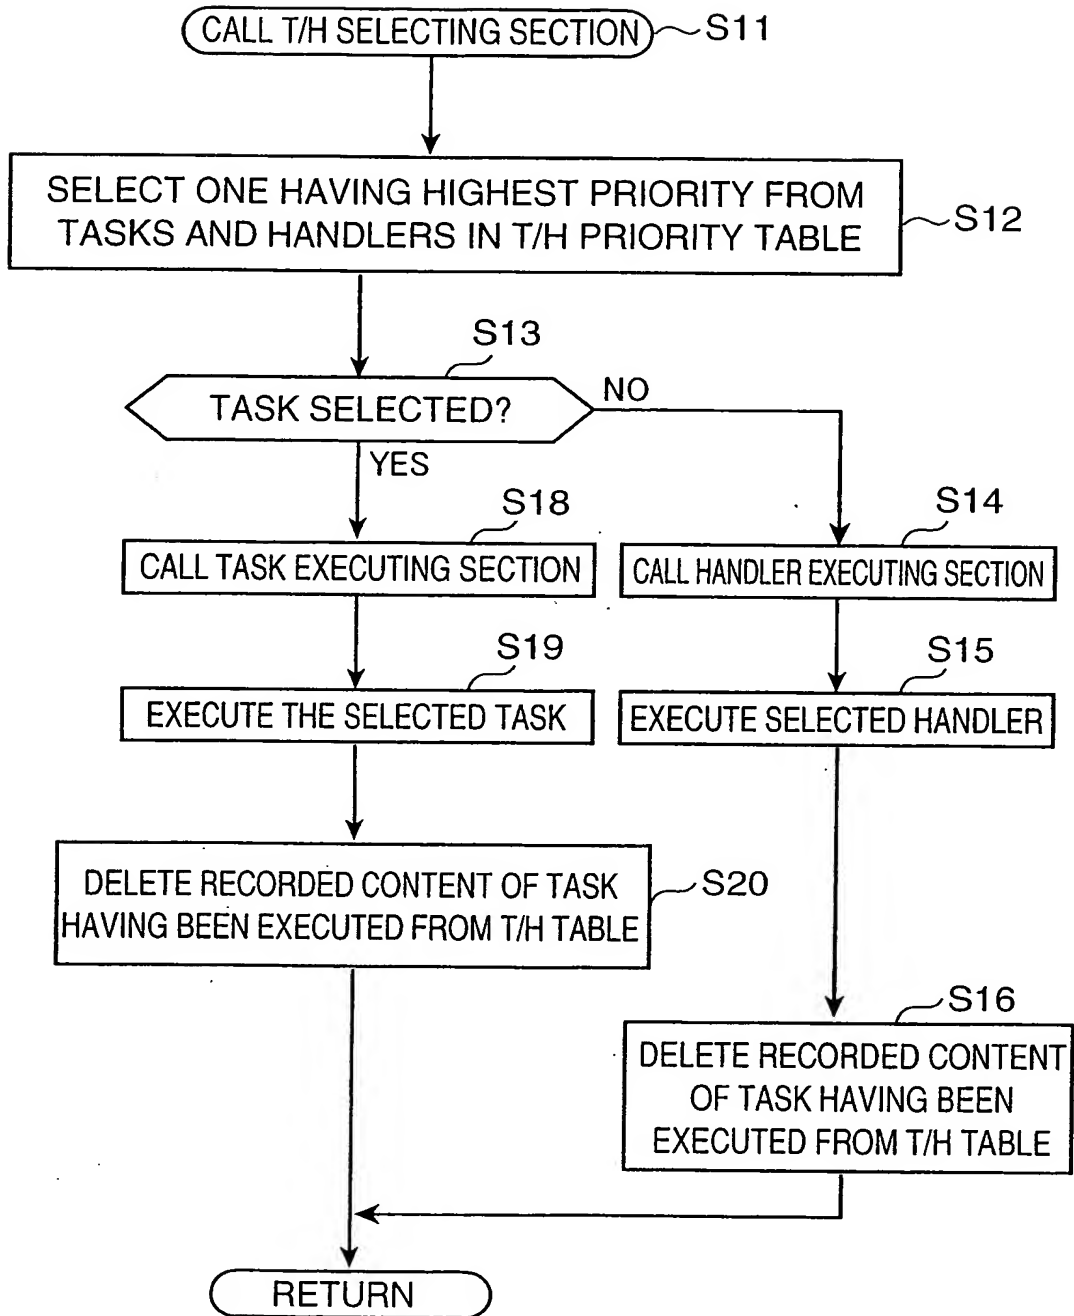 CALL T/H SELECTING SECTION
S11
SELECT ONE HAVING HIGHEST PRIORITY FROM
TASKS AND HANDLERS IN T/H PRIORITY TABLE
S12
S13
TASK SELECTED?
NO
YES
S18
CALL TASK EXECUTING SECTION
S14
CALL HANDLER EXECUTING SECTION
S19
EXECUTE THE SELECTED TASK
S15
EXECUTE SELECTED HANDLER
DELETE RECORDED CONTENT OF TASK
HAVING BEEN EXECUTED FROM T/H TABLE
S20
S16
DELETE RECORDED CONTENT
OF TASK HAVING BEEN
EXECUTED FROM T/H TABLE
RETURN